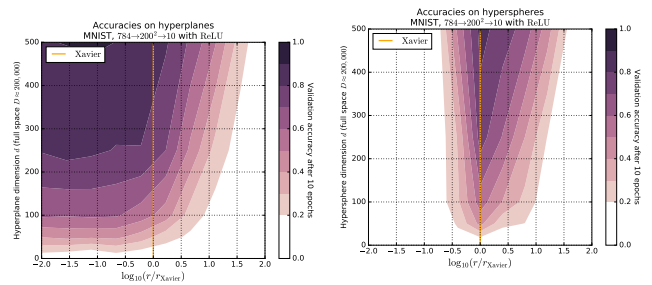 Accuracies on hyperplanes
MNIST, 784→200²→10 with ReLU
Xavier
Hyperplane dimension d (full space D ≈ 200,000)
500
400
300
200
100
0
−2.0 −1.5 −1.0 −0.5 0.0 0.5 1.0 1.5 2.0
log₁₀(r/r_Xavier)
1.0
0.8
0.6
0.4
0.2
0.0
Validation accuracy after 10 epochs
Accuracies on hyperspheres
MNIST, 784→200²→10 with ReLU
Xavier
Hypersphere dimension d (full space D ≈ 200,000)
500
400
300
200
100
0
−2.0 −1.5 −1.0 −0.5 0.0 0.5 1.0 1.5 2.0
log₁₀(r/r_Xavier)
1.0
0.8
0.6
0.4
0.2
0.0
Validation accuracy after 10 epochs